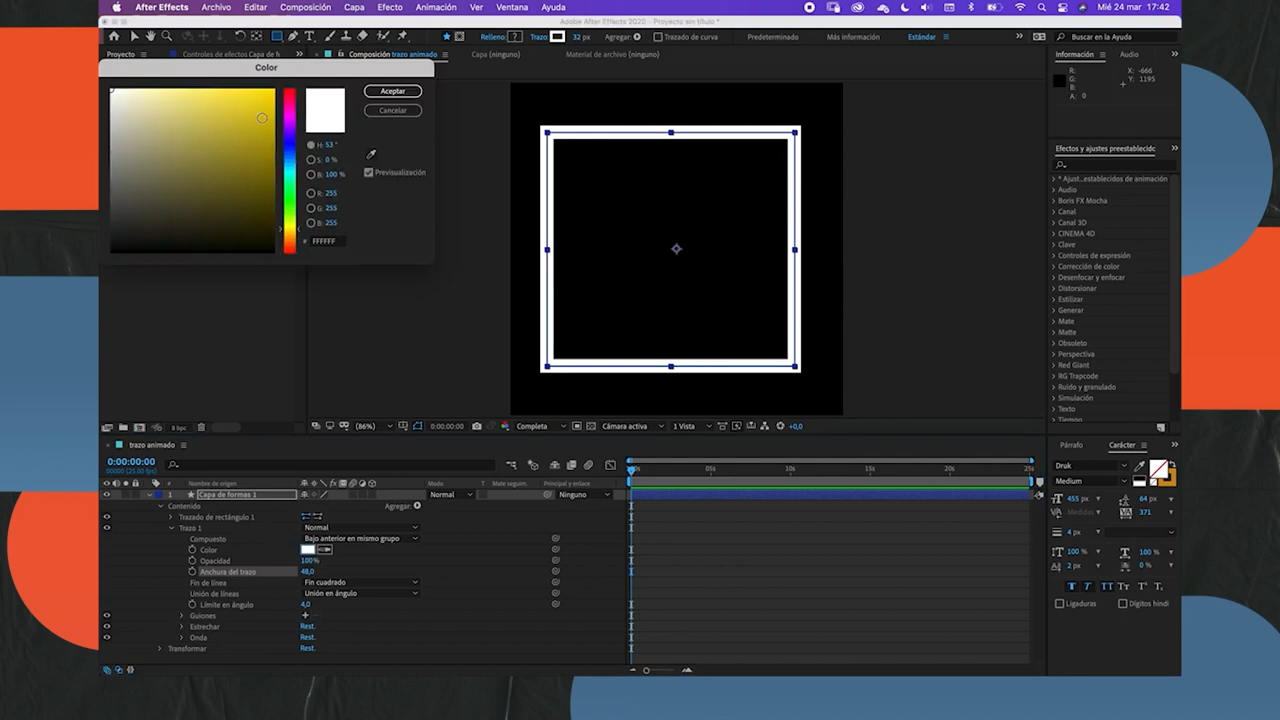 After Effects Archivo Editar Composición Capa Efecto Animación Ver Ventana Ayuda Mié 24 mar 17:42
Adobe After Effects 2020 - Proyecto sin título *
Relleno: ? Trazo: 32 px Agregar: Trazado de curva Más información Predeterminado Estándar Buscar en la Ayuda
Proyecto Controles de efectos Capa de f Composición trazo animado Capa (ninguno) Material de archivo (ninguno) Información Audio
Color
Aceptar
Cancelar
H: 53 °
S: 0 %
B: 100 %
Previsualización
R: 255
G: 255
B: 255
# FFFFFF
R:
G:
B:
A: 0
X: -666
Y: 1195
Efectos y ajustes preestablecidc
* Ajust...establecidos de animación
Audio
Boris FX Mocha
Canal
Canal 3D
CINEMA 4D
Clave
Controles de expresión
Corrección de color
Desenfocar y enfocar
Distorsionar
Estilizar
Generar
Mate
Matte
Obsoleto
Perspectiva
Red Giant
RG Trapcode
Ruido y granulado
Simulación
Texto
Tiempo
8 bpc (86%) 0:00:00:00 Completa Cámara activa 1 Vista +0,0
trazo animado
0:00:00:00
00000 (25.00 fps)
# Nombre de origen Modo T Mate seguim. Principal y enlace
:00s 05s 10s 15s 20s 25s
1 Capa de formas 1 Normal Ninguno
Contenido Agregar:
Trazado de rectángulo 1
Trazo 1 Normal
Compuesto Bajo anterior en mismo grupo
Color
Opacidad 100%
Anchura del trazo 48,0
Fin de línea Fin cuadrado
Unión de líneas Unión en ángulo
Límite en ángulo 4,0
Guiones +
Estrechar Rest.
Onda Rest.
Transformar Rest.
Párrafo Carácter
Druk
Medium
455 px 64 px
Medidas 371
4 px
100 % 100 %
2 px 0 %
T T TT Tt T¹ T₁
Ligaduras Dígitos hindi